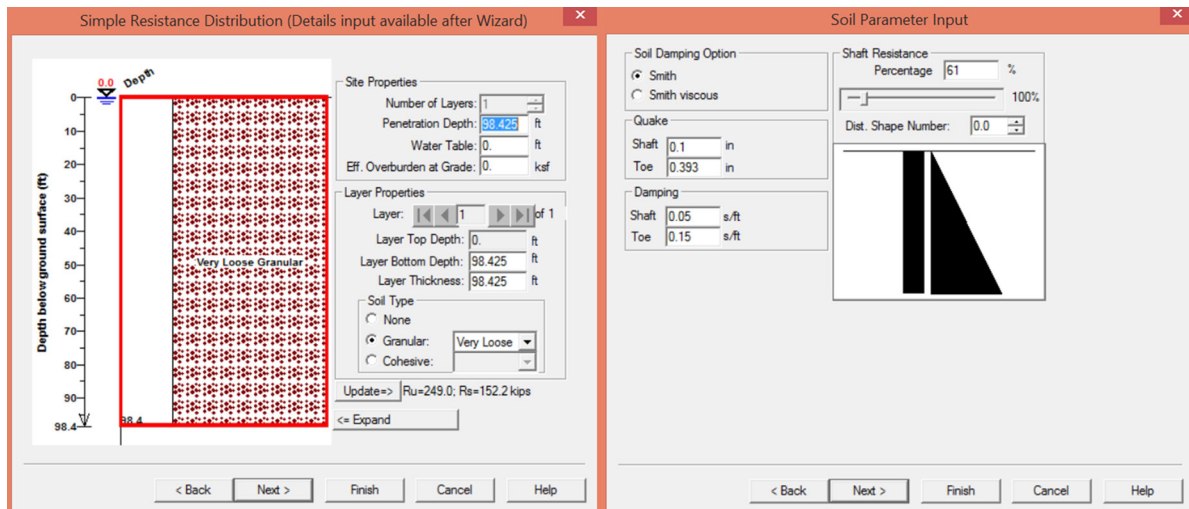 Simple Resistance Distribution (Details input available after Wizard)
0.0 Depth
Depth below ground surface (ft)
0
10
20
30
40
50
60
70
80
90
98.4
98.4
Very Loose Granular
Site Properties
Number of Layers: 1
Penetration Depth: 98.425 ft
Water Table: 0. ft
Eff. Overburden at Grade: 0. ksf
Layer Properties
Layer: 1 of 1
Layer Top Depth: 0. ft
Layer Bottom Depth: 98.425 ft
Layer Thickness: 98.425 ft
Soil Type
None
Granular: Very Loose
Cohesive:
Update=> Ru=249.0; Rs=152.2 kips
<= Expand
< Back Next > Finish Cancel Help
Soil Parameter Input
Soil Damping Option
Smith
Smith viscous
Quake
Shaft 0.1 in
Toe 0.393 in
Damping
Shaft 0.05 s/ft
Toe 0.15 s/ft
Shaft Resistance
Percentage 61 %
100%
Dist. Shape Number: 0.0
< Back Next > Finish Cancel Help